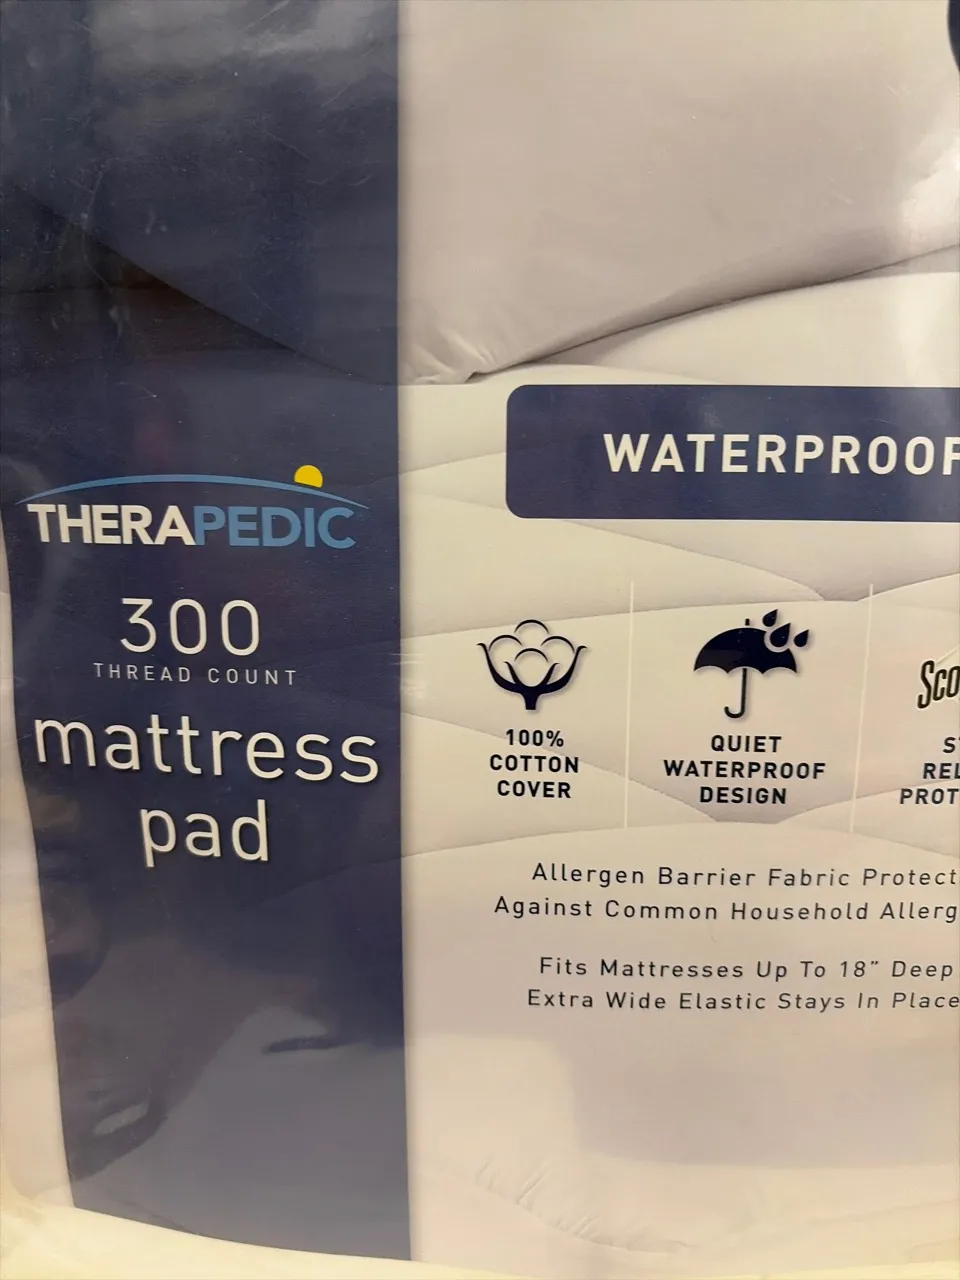 THERAPEDIC
300
THREAD COUNT
mattress
pad
WATERPROOF
100%
COTTON
COVER
QUIET
WATERPROOF
DESIGN
Allergen Barrier Fabric Protect
Against Common Household Allerg
Fits Mattresses Up To 18” Deep
Extra Wide Elastic Stays In Place